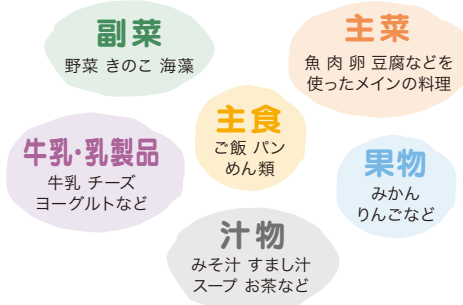 副菜
野菜 きのこ 海藻
主菜
魚 肉 卵 豆腐などを
使ったメインの料理
主食
ご飯 パン
めん類
牛乳・乳製品
牛乳 チーズ
ヨーグルトなど
果物
みかん
りんごなど
汁物
みそ汁 すまし汁
スープ お茶など